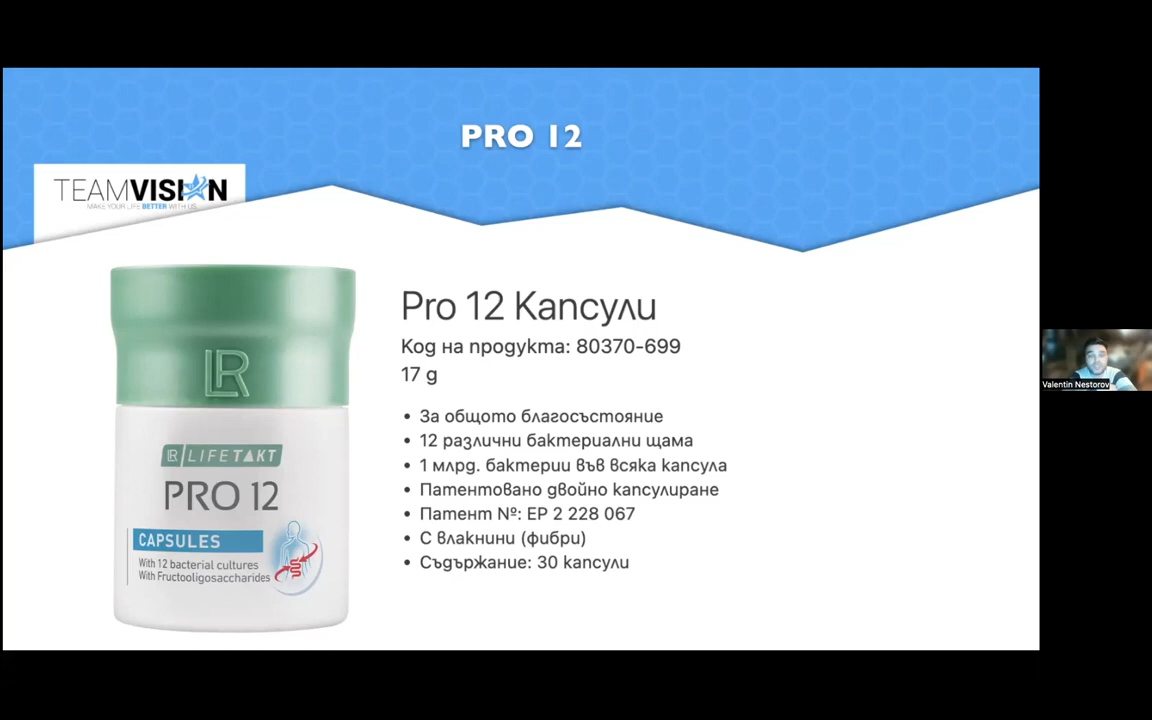 PRO 12
TEAMVISION
MAKE YOUR LIFE BETTER WITH US
Pro 12 Капсули
Код на продукта: 80370-699
17 g
• За общото благосъстояние
• 12 различни бактериални щама
• 1 млрд. бактерии във всяка капсула
• Патентовано двойно капсулиране
• Патент №: EP 2 228 067
• С влакнини (фибри)
• Съдържание: 30 капсули
LR
LR LIFETAKT
PRO 12
CAPSULES
With 12 bacterial cultures
With Fructooligosaccharides
Valentin Nestorov